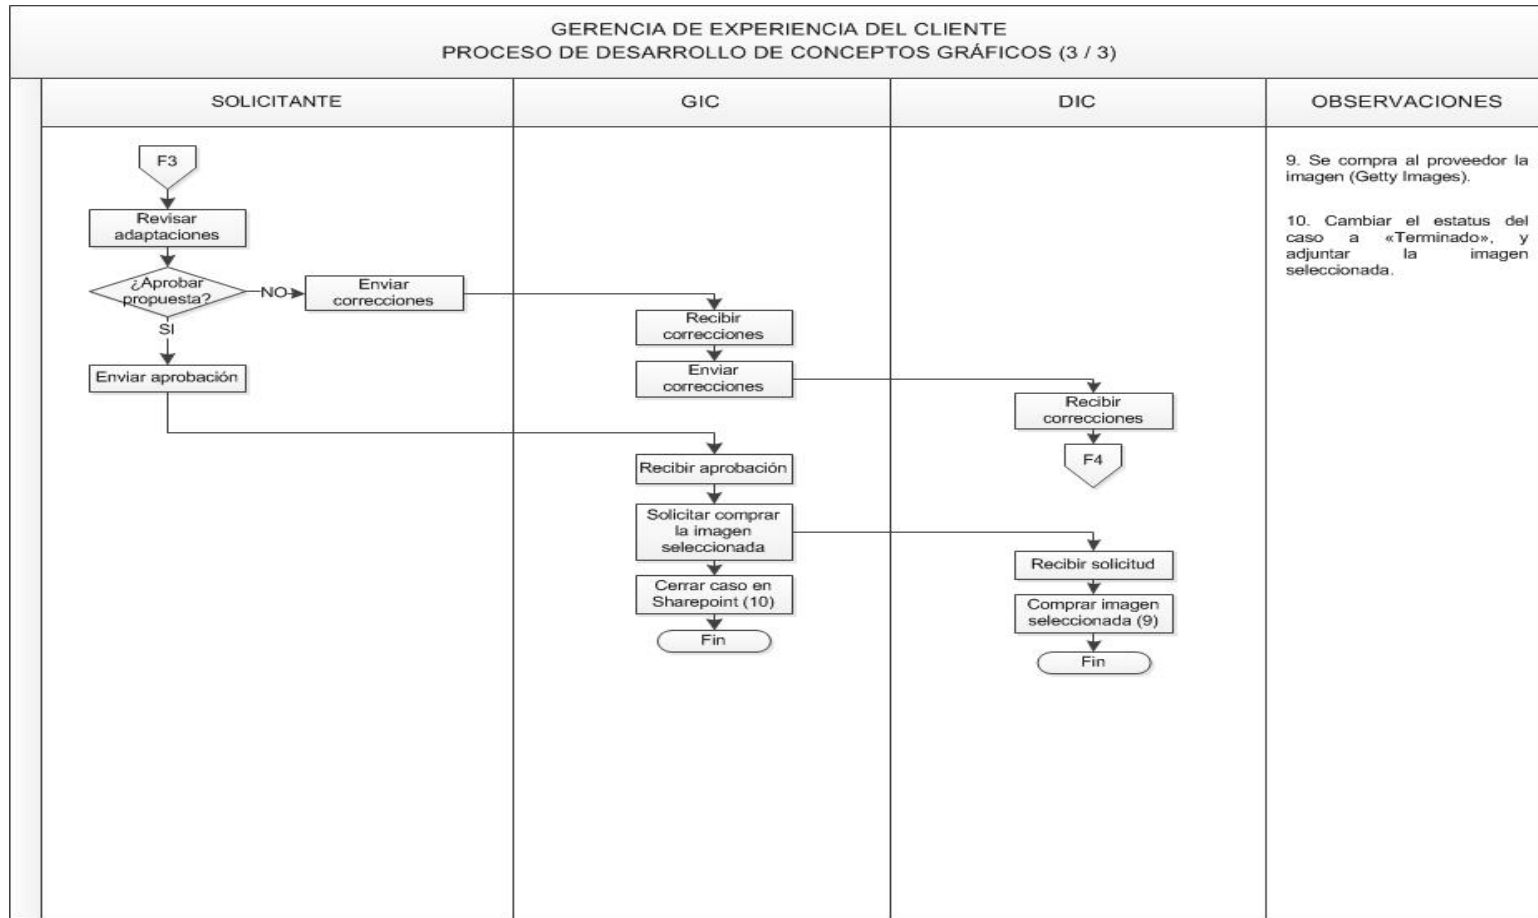 GERENCIA DE EXPERIENCIA DEL CLIENTE
PROCESO DE DESARROLLO DE CONCEPTOS GRÁFICOS (3 / 3)
SOLICITANTE
GIC
DIC
OBSERVACIONES
F3
Revisar
adaptaciones
¿Aprobar
propuesta?
NO
Enviar
correcciones
SI
Enviar aprobación
Recibir
correcciones
Enviar
correcciones
Recibir aprobación
Solicitar comprar
la imagen
seleccionada
Cerrar caso en
Sharepoint (10)
Fin
Recibir
correcciones
F4
Recibir solicitud
Comprar imagen
seleccionada (9)
Fin
9. Se compra al proveedor la
imagen (Getty Images).
10. Cambiar el estatus del
caso a «Terminado», y
adjuntar la imagen
seleccionada.